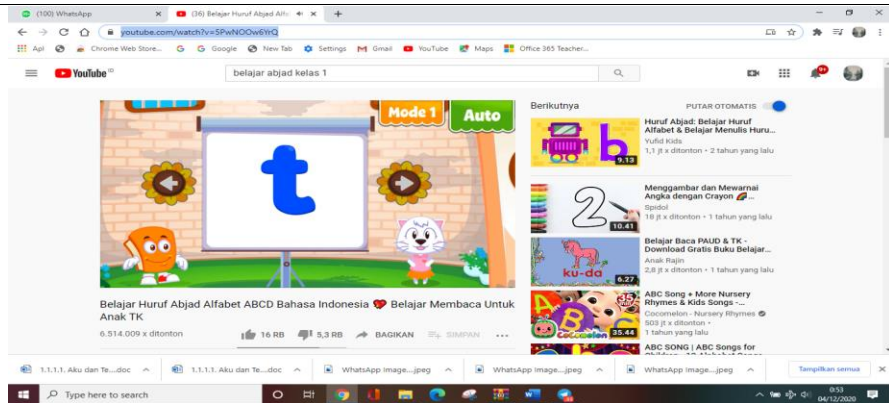 (100) WhatsApp
(36) Belajar Huruf Abjad Alfa
youtube.com/watch?v=SPwNOOw6YrQ
Apl
Chrome Web Store...
G
Google
New Tab
Settings
Gmail
YouTube
Maps
Office 365 Teacher...
YouTube ID
belajar abjad kelas 1
9+
Mode 1
Auto
t
Belajar Huruf Abjad Alfabet ABCD Bahasa Indonesia Belajar Membaca Untuk
Anak TK
6.514.009 x ditonton
16 RB
5,3 RB
BAGIKAN
SIMPAN
Berikutnya
PUTAR OTOMATIS
b
9.13
Huruf Abjad: Belajar Huruf
Alfabet & Belajar Menulis Huru...
Yufid Kids
1,1 jt x ditonton • 2 tahun yang lalu
2
10.41
Menggambar dan Mewarnai
Angka dengan Crayon ...
Spidol
18 jt x ditonton • 1 tahun yang lalu
ku-da
6.27
Belajar Baca PAUD & TK -
Download Gratis Buku Belajar...
Anak Rajin
2,8 jt x ditonton • 1 tahun yang lalu
A B C
35
Cocomelon
35.44
ABC Song + More Nursery
Rhymes & Kids Songs -...
Cocomelon - Nursery Rhymes
503 jt x ditonton •
1 tahun yang lalu
ABC SONG | ABC Songs for
1.1.1.1. Aku dan Te....doc
1.1.1.1. Aku dan Te....doc
WhatsApp Image...jpeg
WhatsApp Image...jpeg
WhatsApp Image...jpeg
Tampilkan semua
Type here to search
0:53
04/12/2020